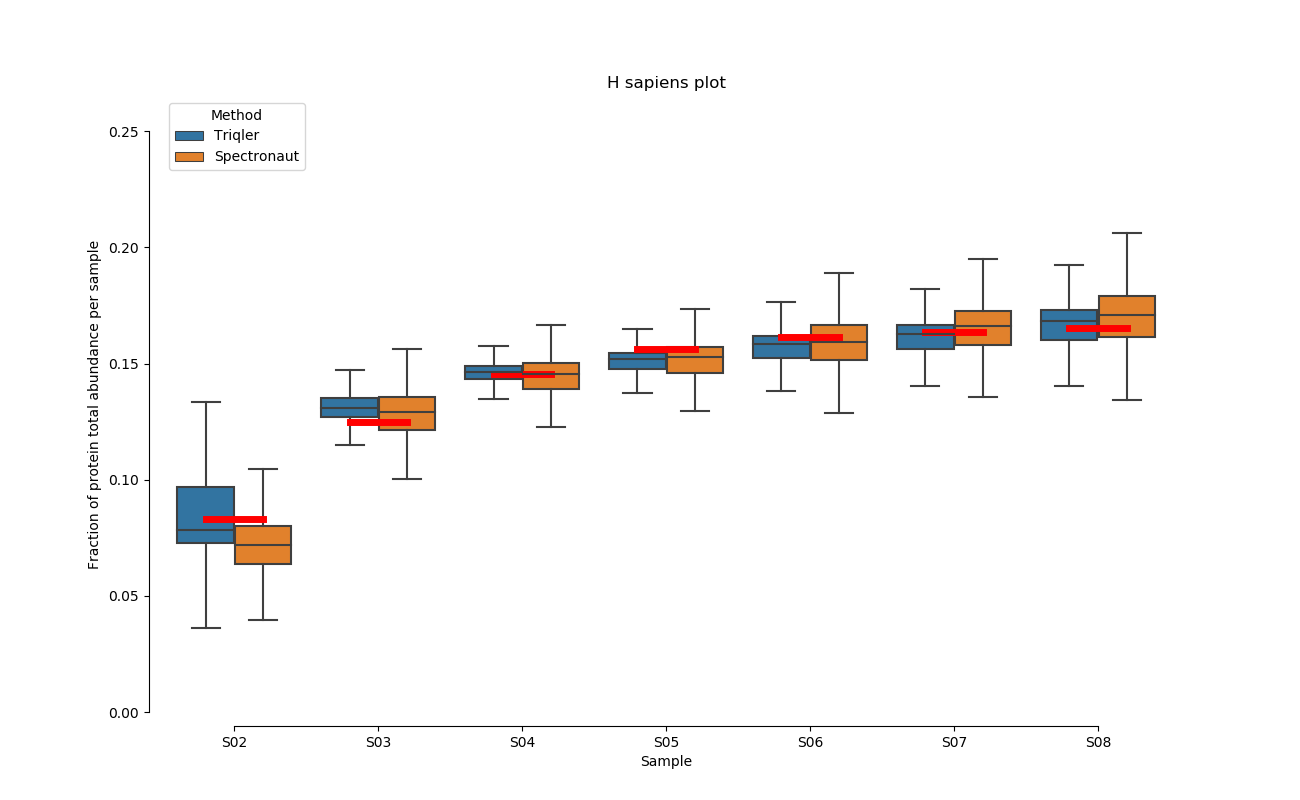 H sapiens plot
Method
Triqler
Spectronaut
0.25
0.20
0.15
0.10
0.05
0.00
Fraction of protein total abundance per sample
S02 S03 S04 S05 S06 S07 S08
Sample